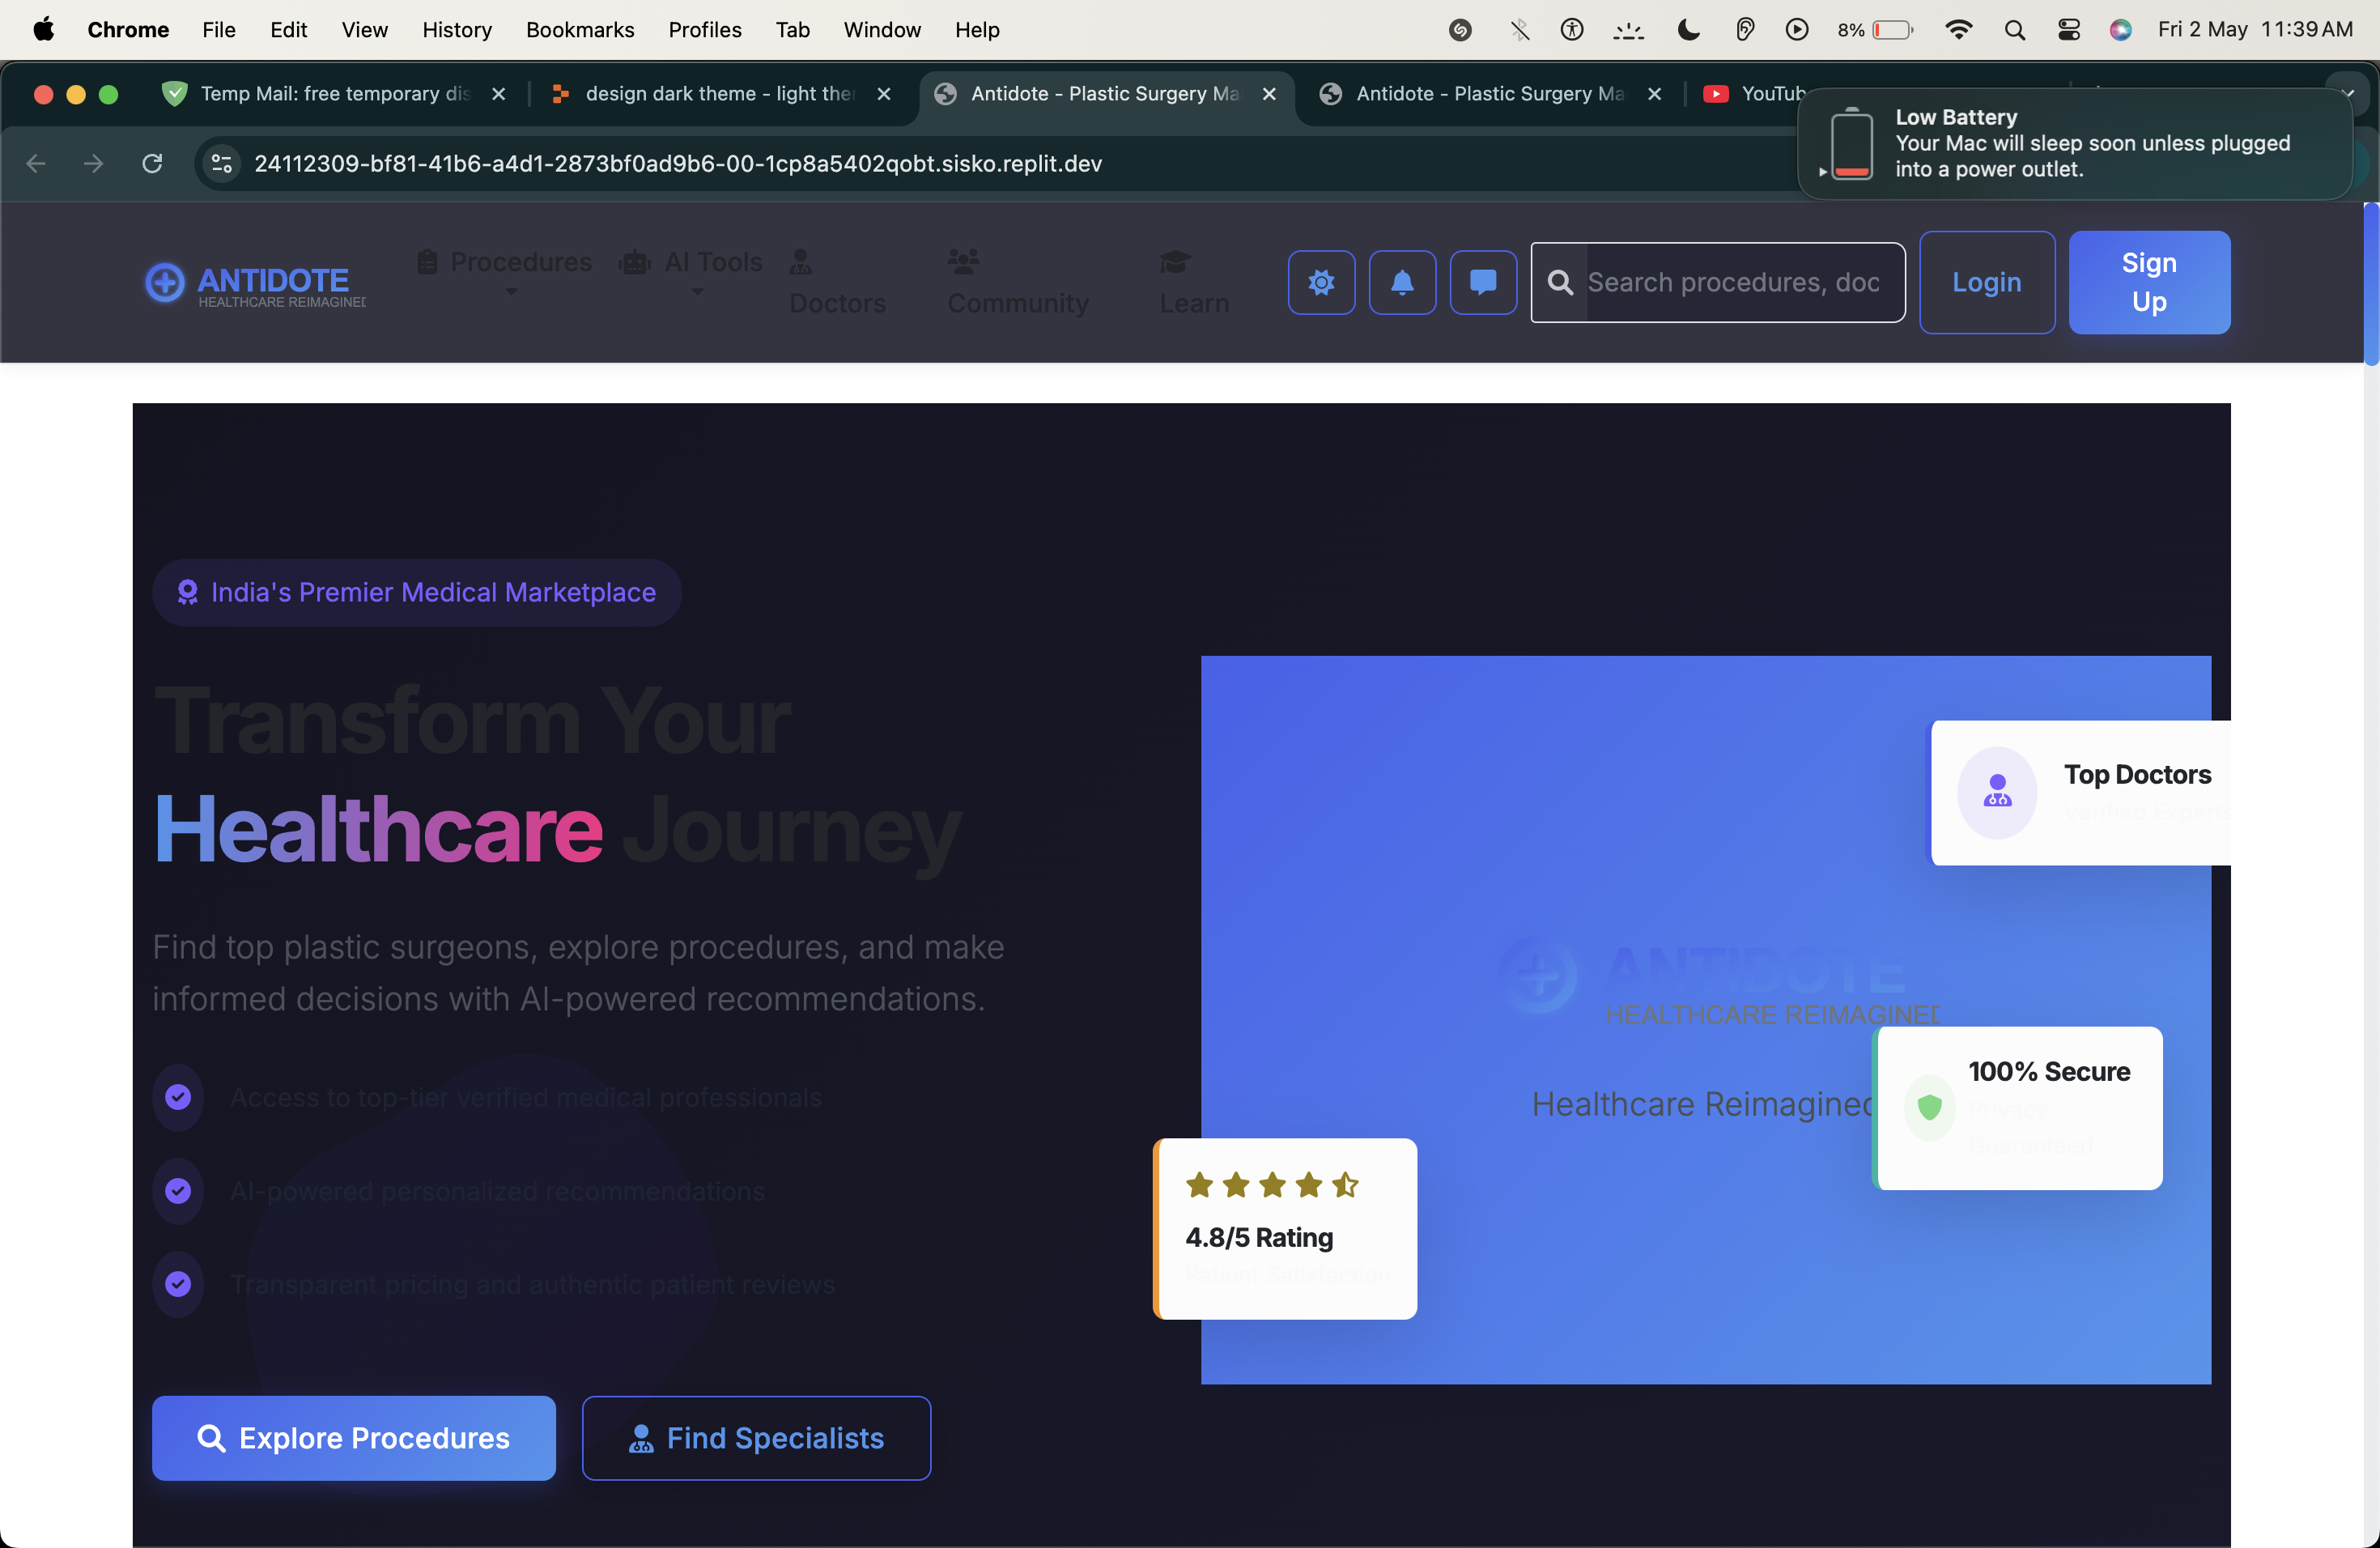 Chrome File Edit View History Bookmarks Profiles Tab Window Help 8% Fri 2 May 11:39 AM
Temp Mail: free temporary dis
design dark theme - light the
Antidote - Plastic Surgery Ma
Antidote - Plastic Surgery Ma
YouTub
Low Battery
Your Mac will sleep soon unless plugged
into a power outlet.
24112309-bf81-41b6-a4d1-2873bf0ad9b6-00-1cp8a5402qobt.sisko.replit.dev
ANTIDOTE
HEALTHCARE REIMAGINED
Procedures
AI Tools
Doctors
Community
Learn
Search procedures, doc
Login
Sign
Up
India's Premier Medical Marketplace
Transform Your
Healthcare Journey
Find top plastic surgeons, explore procedures, and make
informed decisions with AI-powered recommendations.
Access to top-tier verified medical professionals
AI-powered personalized recommendations
Transparent pricing and authentic patient reviews
Explore Procedures
Find Specialists
Top Doctors
Verified Experts
ANTIDOTE
HEALTHCARE REIMAGINED
Healthcare Reimagined
100% Secure
Privacy
Guaranteed
4.8/5 Rating
Patient Satisfaction